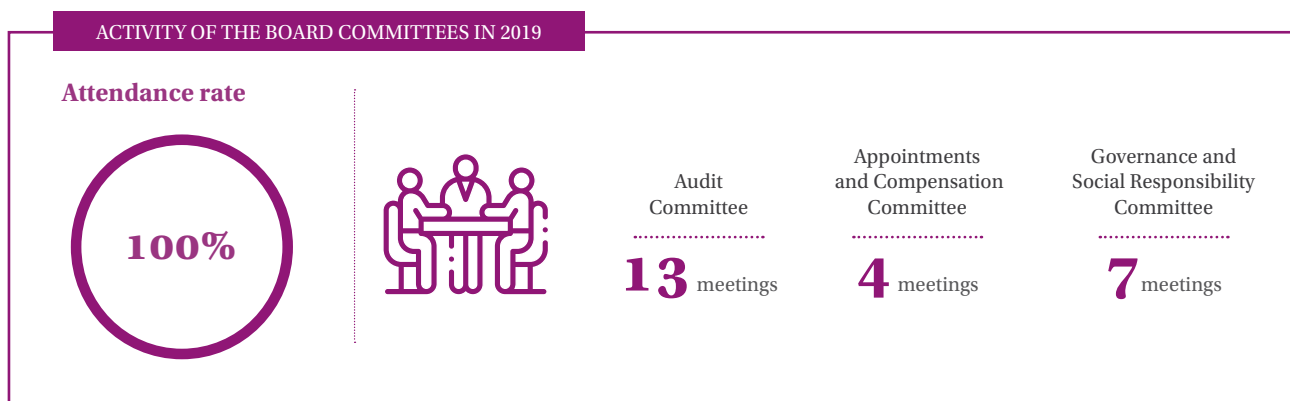 ACTIVITY OF THE BOARD COMMITTEES IN 2019
Attendance rate
100%
Audit
Committee
13 meetings
Appointments
and Compensation
Committee
4 meetings
Governance and
Social Responsibility
Committee
7 meetings